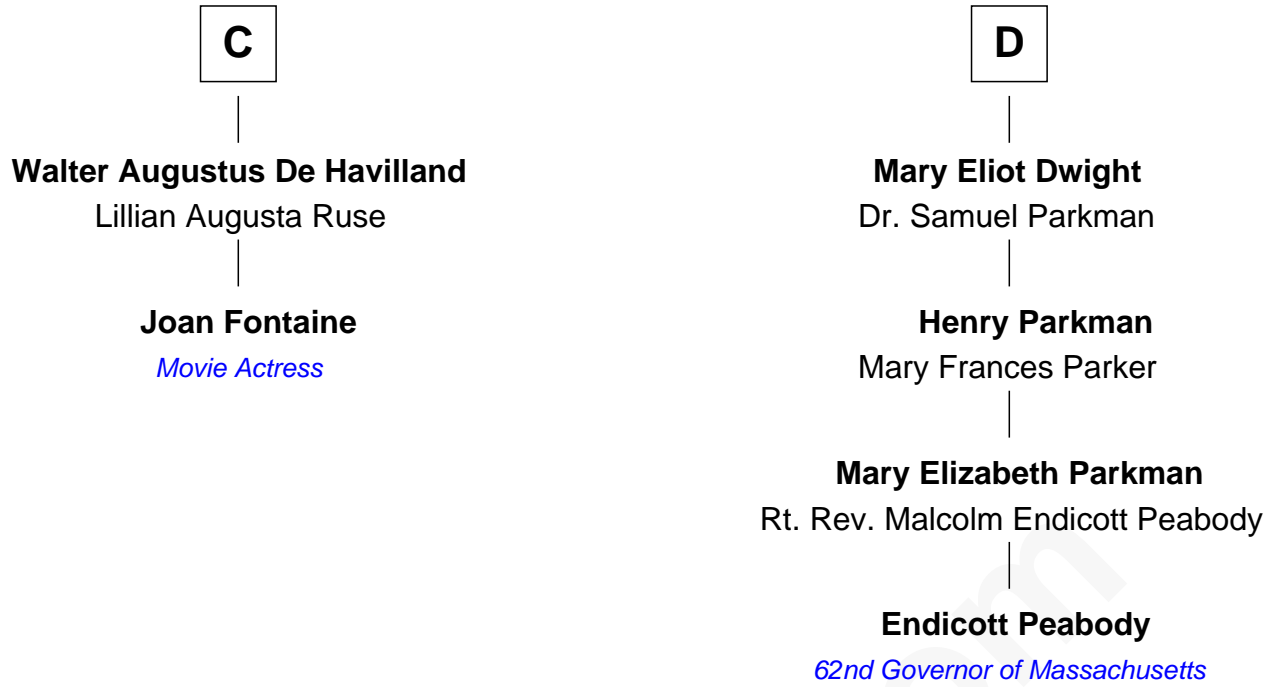 C
Walter Augustus De Havilland
Lillian Augusta Ruse
Joan Fontaine
Movie Actress
D
Mary Eliot Dwight
Dr. Samuel Parkman
Henry Parkman
Mary Frances Parker
Mary Elizabeth Parkman
Rt. Rev. Malcolm Endicott Peabody
Endicott Peabody
62nd Governor of Massachusetts